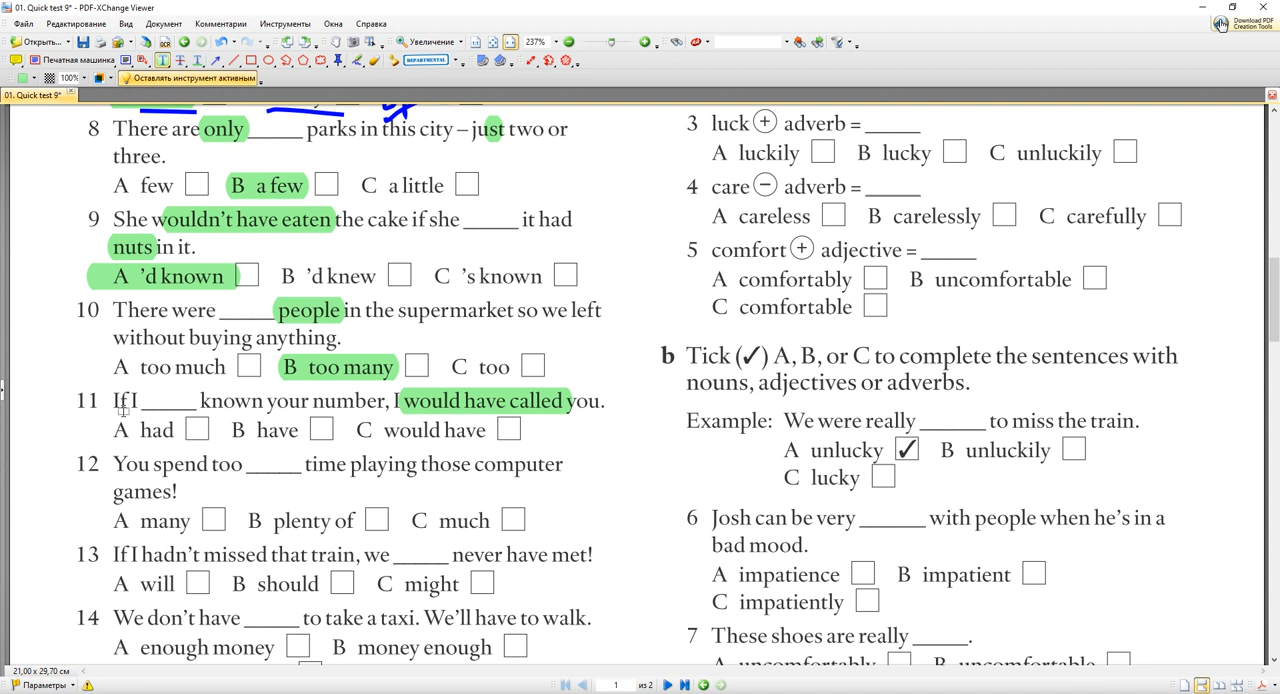 01. Quick test 9* - PDF-XChange Viewer
Файл Редактирование Вид Документ Комментарии Инструменты Окна Справка
Download PDF Creation Tools
Открыть... OCR Увеличение 237%
Печатная машинка DEPARTMENTAL
100% Оставлять инструмент активным
01. Quick test 9*
8 There are only _____ parks in this city – just two or
three.
A few B a few C a little
9 She wouldn't have eaten the cake if she _____ it had
nuts in it.
A 'd known B 'd knew C 's known
10 There were _____ people in the supermarket so we left
without buying anything.
A too much B too many C too
11 If I _____ known your number, I would have called you.
A had B have C would have
12 You spend too _____ time playing those computer
games!
A many B plenty of C much
13 If I hadn't missed that train, we _____ never have met!
A will B should C might
14 We don't have _____ to take a taxi. We'll have to walk.
A enough money B money enough
3 luck + adverb = _____
A luckily B lucky C unluckily
4 care – adverb = _____
A careless B carelessly C carefully
5 comfort + adjective = _____
A comfortably B uncomfortable
C comfortable
b Tick (✓) A, B, or C to complete the sentences with
nouns, adjectives or adverbs.
Example: We were really ______ to miss the train.
A unlucky ✓ B unluckily
C lucky
6 Josh can be very ______ with people when he's in a
bad mood.
A impatience B impatient
C impatiently
7 These shoes are really _____.
A uncomfortably B uncomfortable
21,00 x 29,70 см
Параметры 1 из 2